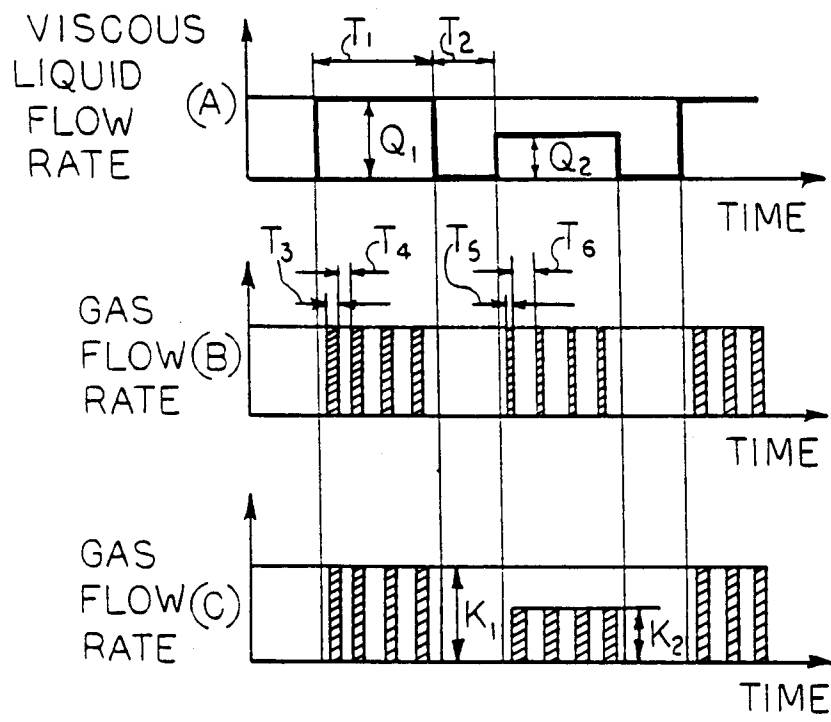 VISCOUS
LIQUID
FLOW
RATE
(A)
T1
T2
Q1
Q2
TIME
T3
T4
T5
T6
GAS
FLOW (B)
RATE
TIME
GAS
FLOW (C)
RATE
K1
K2
TIME